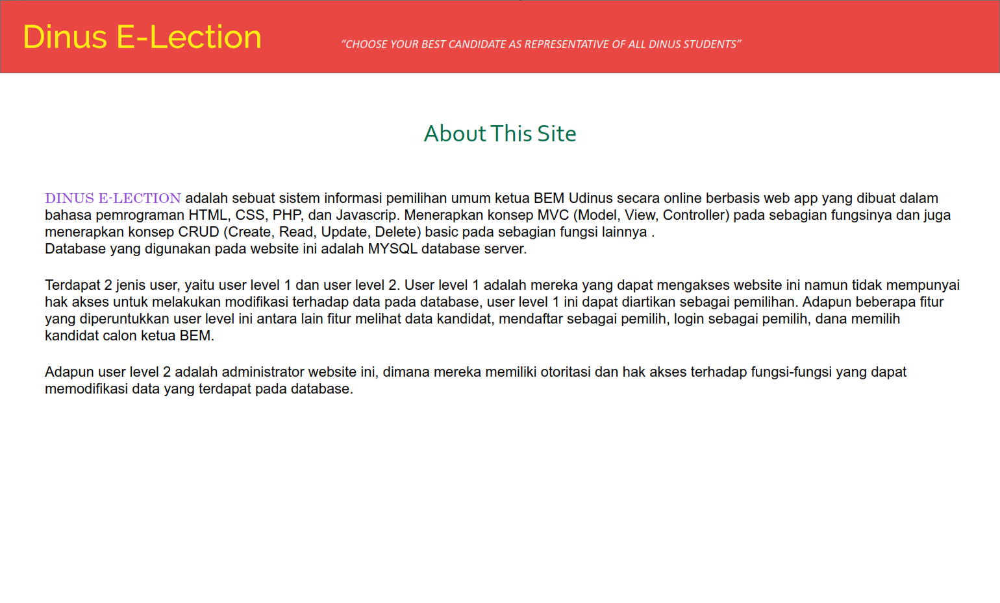 Dinus E-Lection
“CHOOSE YOUR BEST CANDIDATE AS REPRESENTATIVE OF ALL DINUS STUDENTS”
About This Site
DINUS E-LECTION adalah sebuat sistem informasi pemilihan umum ketua BEM Udinus secara online berbasis web app yang dibuat dalam
bahasa pemrograman HTML, CSS, PHP, dan Javascrip. Menerapkan konsep MVC (Model, View, Controller) pada sebagian fungsinya dan juga
menerapkan konsep CRUD (Create, Read, Update, Delete) basic pada sebagian fungsi lainnya .
Database yang digunakan pada website ini adalah MYSQL database server.
Terdapat 2 jenis user, yaitu user level 1 dan user level 2. User level 1 adalah mereka yang dapat mengakses website ini namun tidak mempunyai
hak akses untuk melakukan modifikasi terhadap data pada database, user level 1 ini dapat diartikan sebagai pemilihan. Adapun beberapa fitur
yang diperuntukkan user level ini antara lain fitur melihat data kandidat, mendaftar sebagai pemilih, login sebagai pemilih, dana memilih
kandidat calon ketua BEM.
Adapun user level 2 adalah administrator website ini, dimana mereka memiliki otoritasi dan hak akses terhadap fungsi-fungsi yang dapat
memodifikasi data yang terdapat pada database.